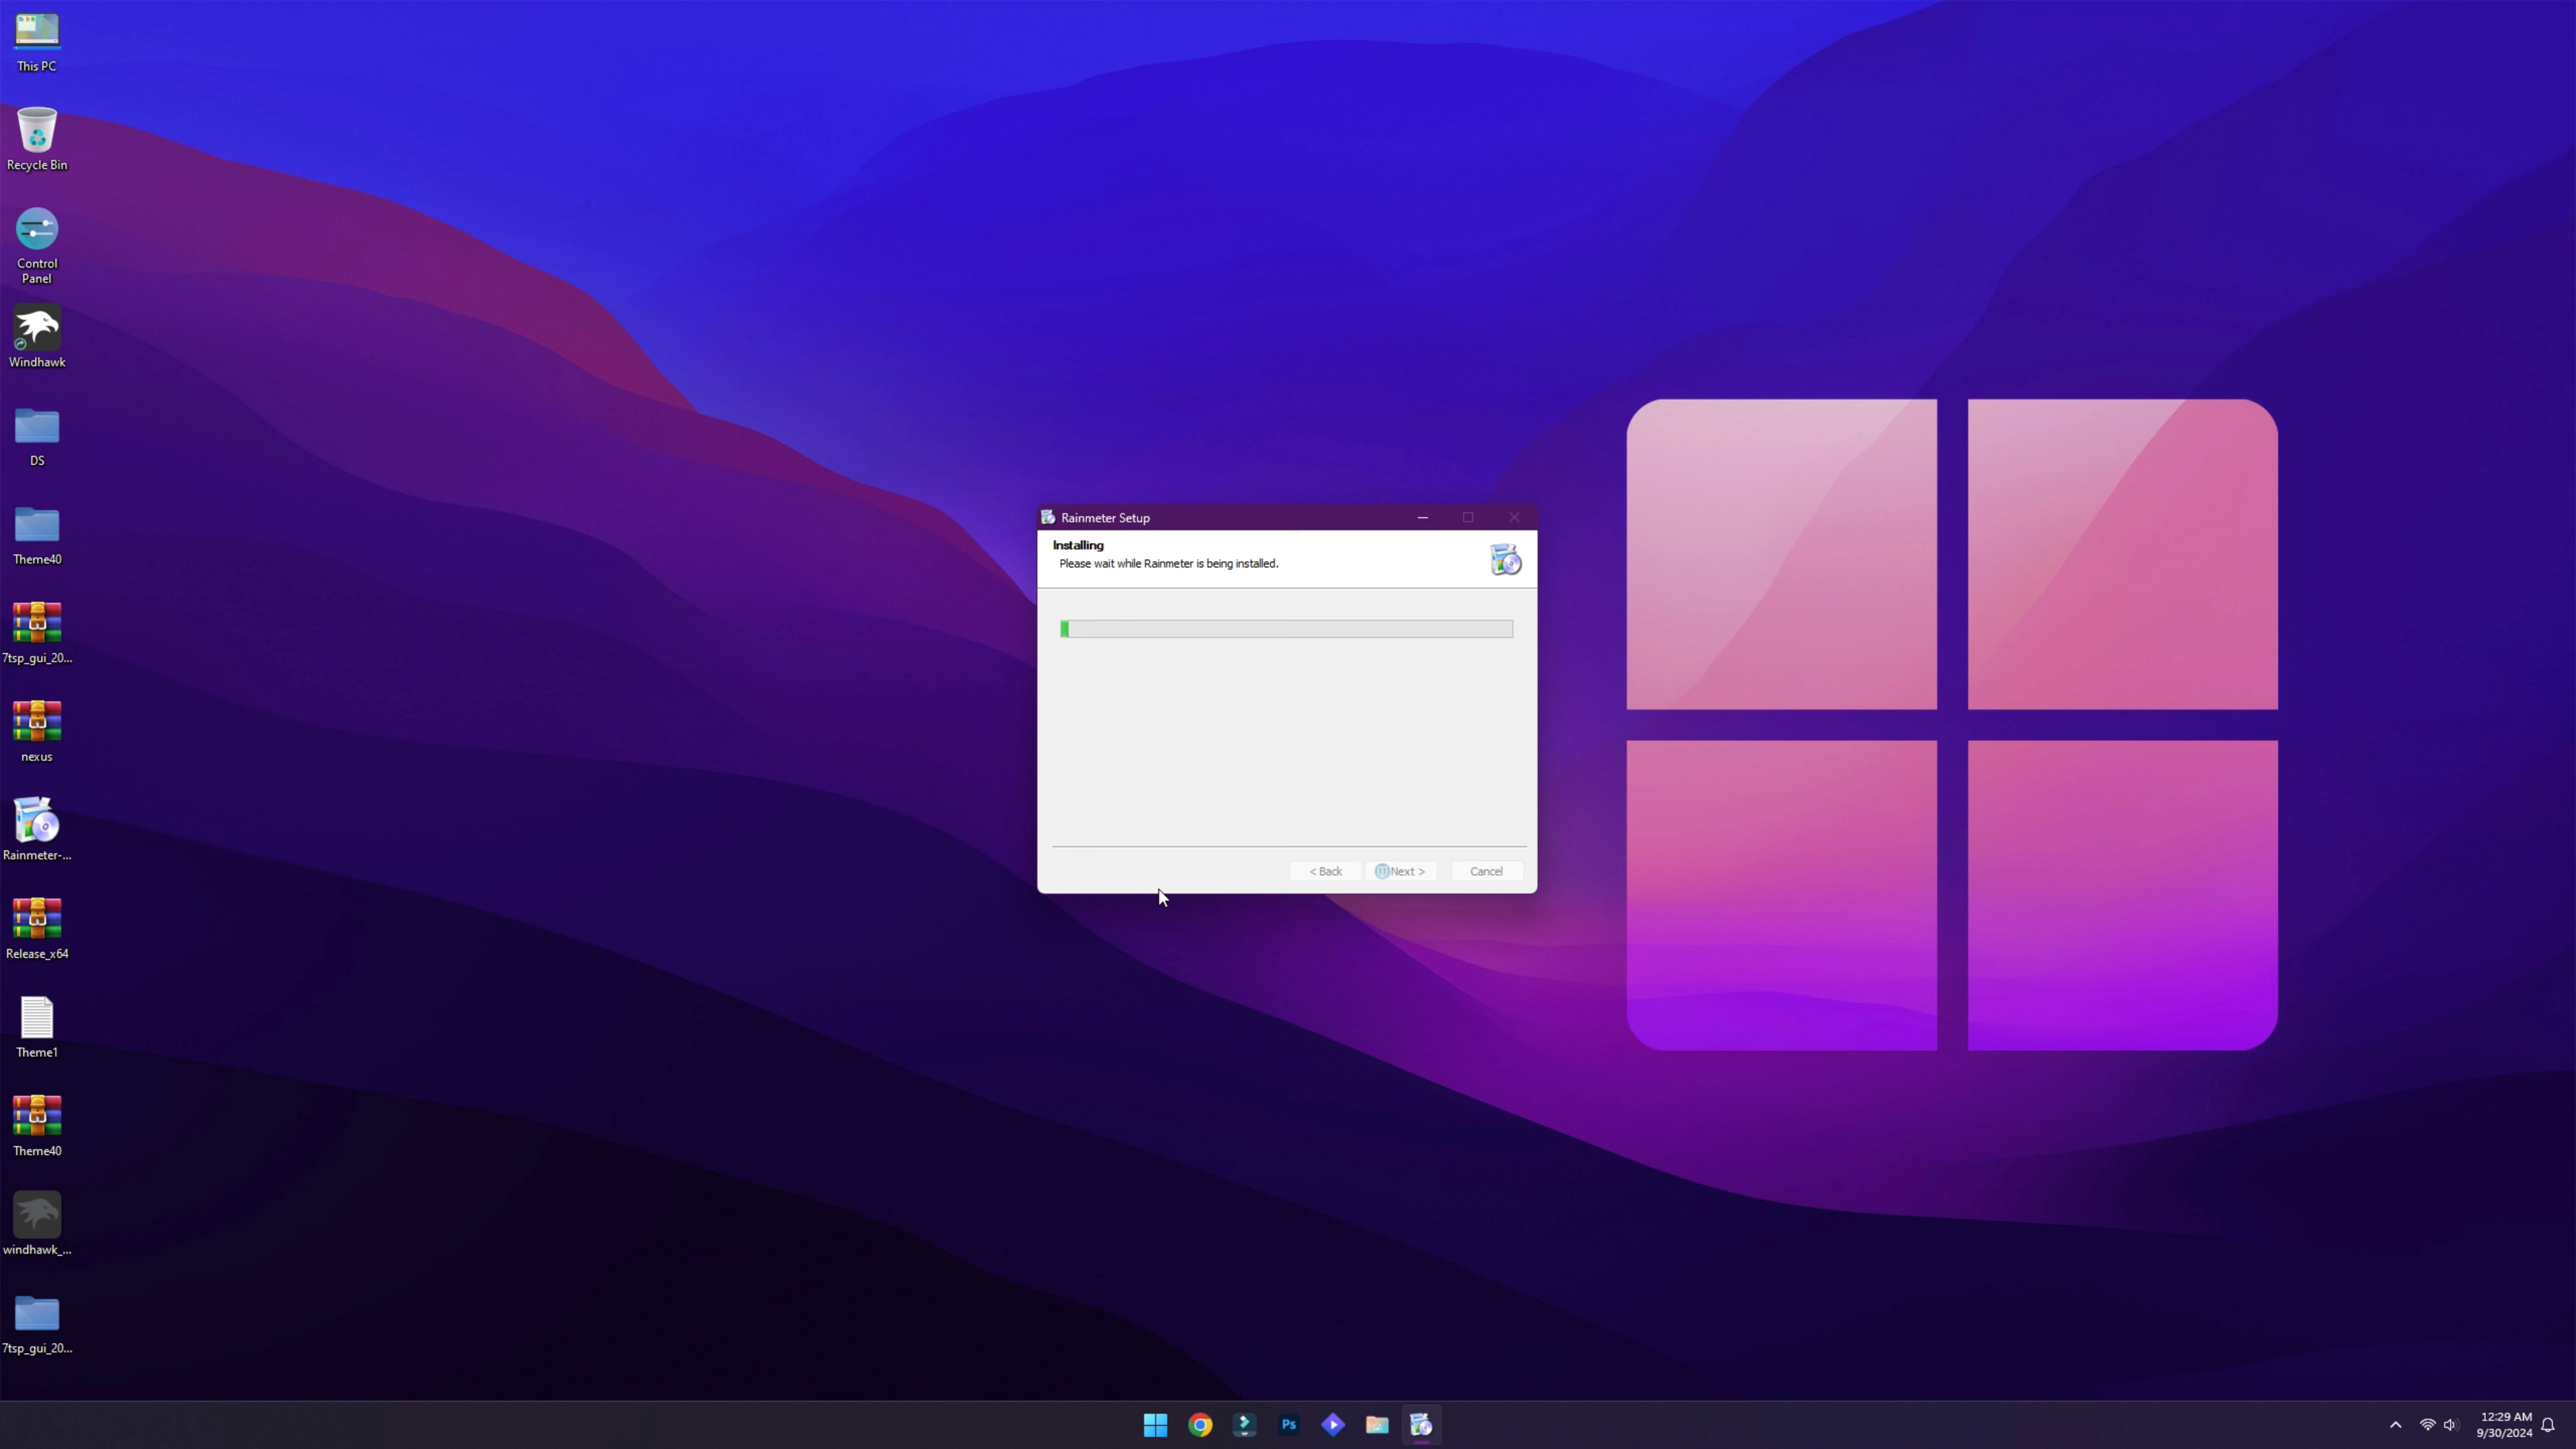 This PC
Recycle Bin
Control
Panel
Windhawk
DS
Theme40
7tsp_gui_20...
nexus
Rainmeter-...
Release_x64
Theme1
Theme40
windhawk_...
7tsp_gui_20...
Rainmeter Setup
Installing
Please wait while Rainmeter is being installed.
< Back
Next >
Cancel
Ps
12:29 AM
9/30/2024